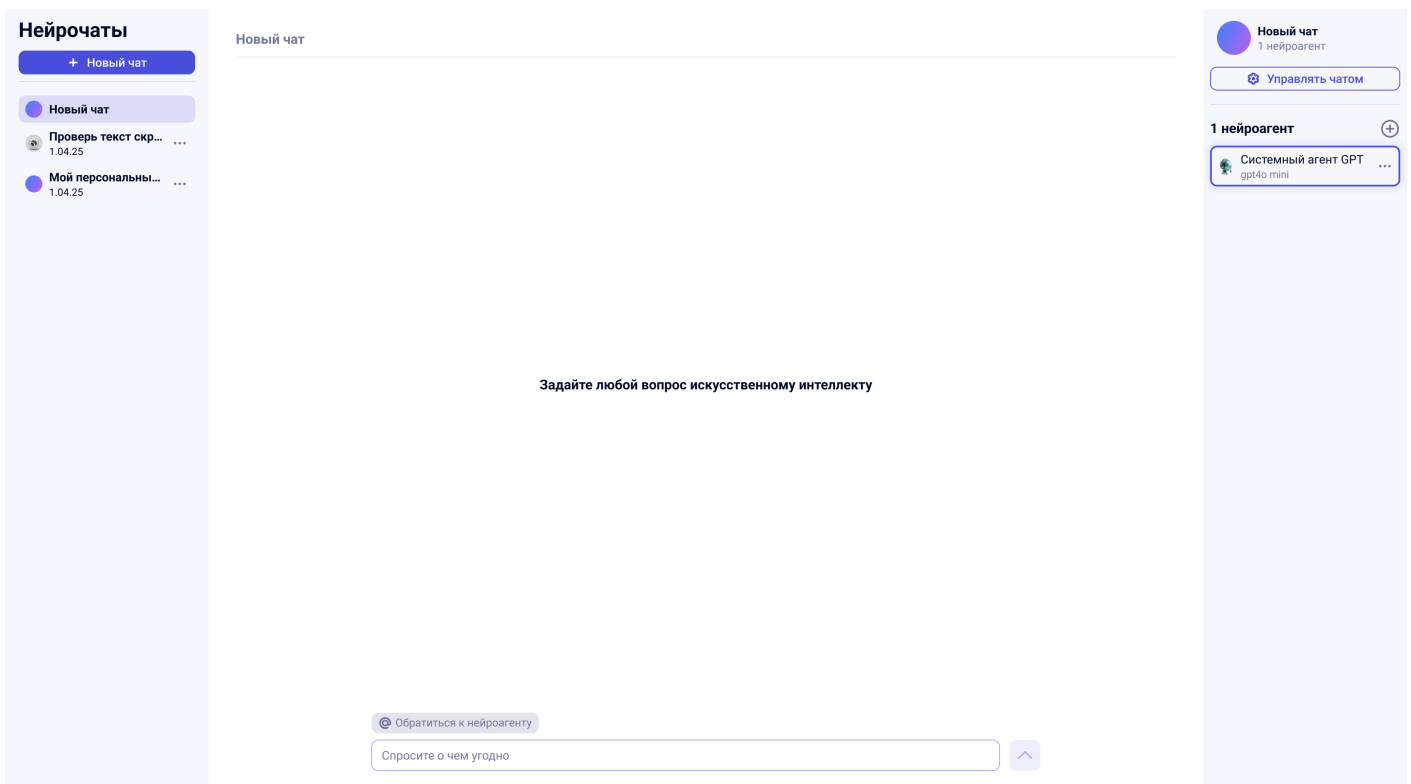 Нейрочаты
+ Новый чат
Новый чат
Проверь текст скр...
1.04.25
Мой персональны...
1.04.25
Новый чат
Задайте любой вопрос искусственному интеллекту
@ Обратиться к нейроагенту
Спросите о чем угодно
Новый чат
1 нейроагент
Управлять чатом
1 нейроагент
Системный агент GPT
gpt4o mini